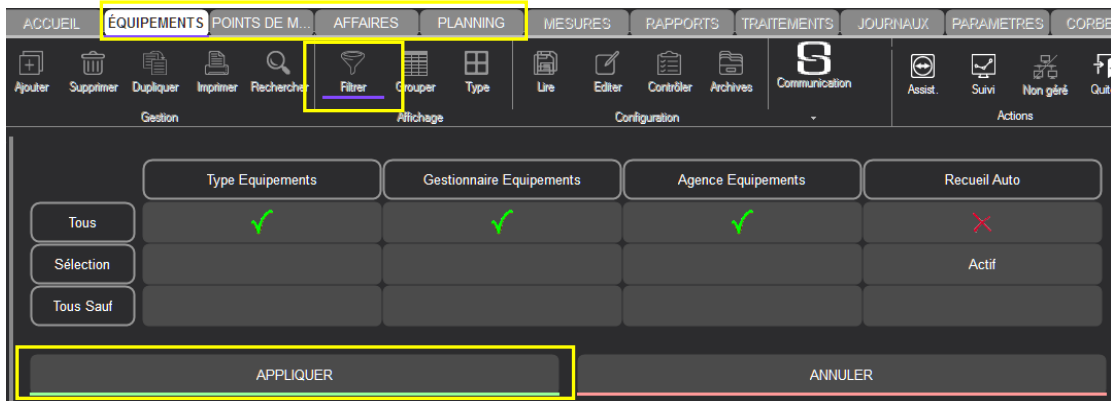 ACCUEIL ÉQUIPEMENTS POINTS DE M... AFFAIRES PLANNING MESURES RAPPORTS TRAITEMENTS JOURNAUX PARAMETRES CORBE
Ajouter Supprimer Dupliquer Imprimer Rechercher Filtrer Grouper Type Lire Editer Contrôler Archives Communication Assist. Suivi Non géré Quit
Gestion Affichage Configuration Actions
Type Equipements Gestionnaire Equipements Agence Equipements Recueil Auto
Tous
Sélection Actif
Tous Sauf
APPLIQUER ANNULER